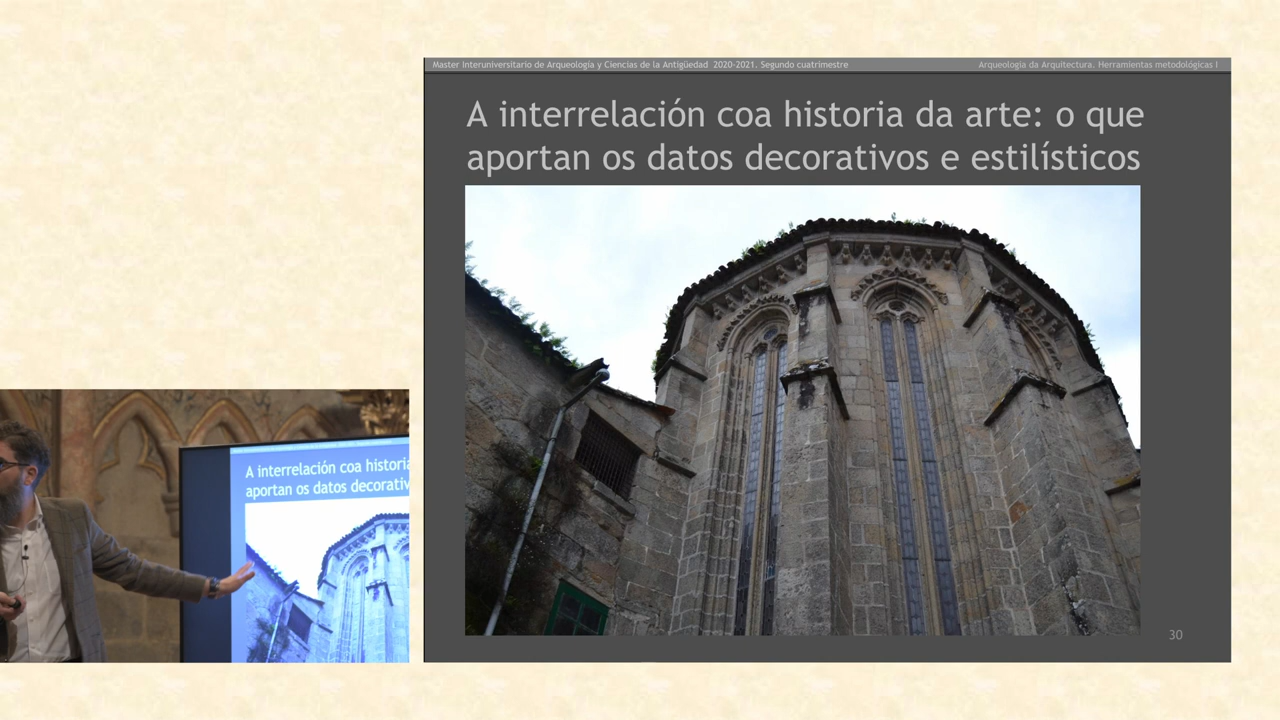 Master Interuniversitario de Arqueología y Ciencias de la Antigüedad 2020-2021. Segundo cuatrimestre
Arqueologia da Arquitectura. Herramientas metodológicas I
A interrelación coa historia da arte: o que
aportan os datos decorativos e estilísticos
30
A interrelación coa historia
aportan os datos decorativ